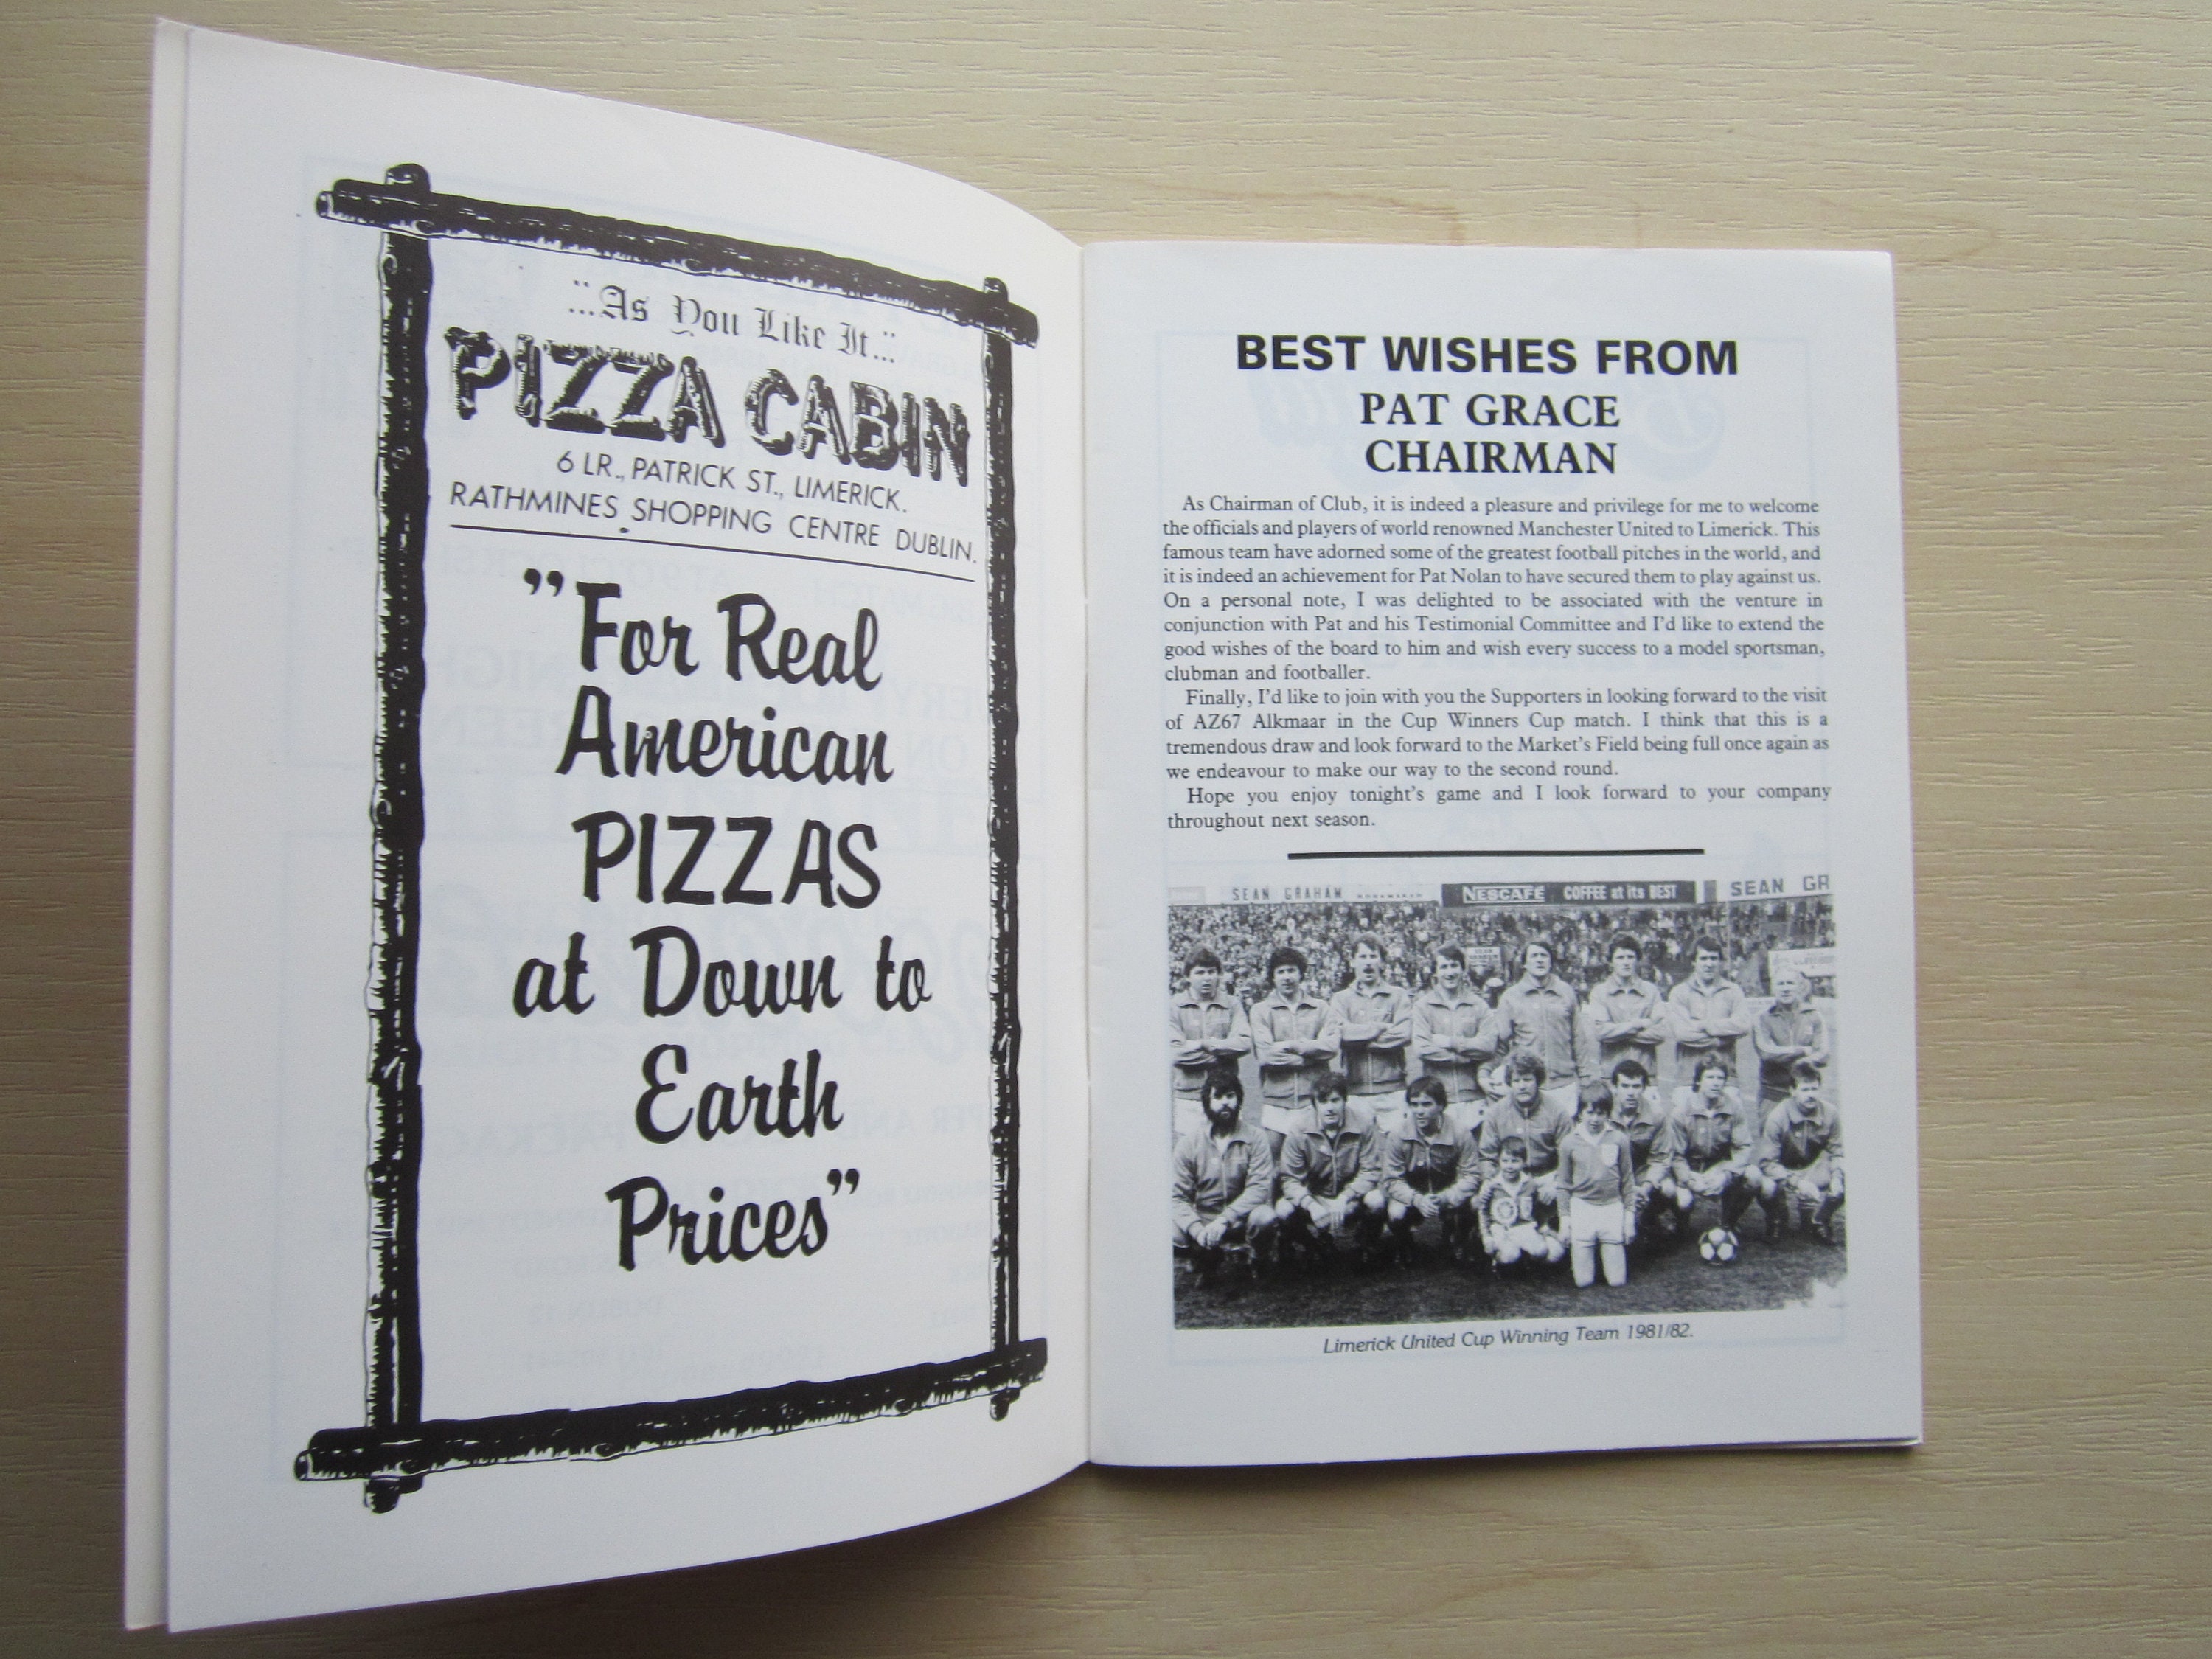 As You Like It
PIZZA CABIN
6 LR., PATRICK ST., LIMERICK.
RATHMINES SHOPPING CENTRE DUBLIN.
”For Real
American
PIZZAS
at Down to
Earth
Prices”
BEST WISHES FROM
PAT GRACE
CHAIRMAN
As Chairman of Club, it is indeed a pleasure and privilege for me to welcome
the officials and players of world renowned Manchester United to Limerick. This
famous team have adorned some of the greatest football pitches in the world, and
it is indeed an achievement for Pat Nolan to have secured them to play against us.
On a personal note, I was delighted to be associated with the venture in
conjunction with Pat and his Testimonial Committee and I'd like to extend the
good wishes of the board to him and wish every success to a model sportsman,
clubman and footballer.
Finally, I'd like to join with you the Supporters in looking forward to the visit
of AZ67 Alkmaar in the Cup Winners Cup match. I think that this is a
tremendous draw and look forward to the Market's Field being full once again as
we endeavour to make our way to the second round.
Hope you enjoy tonight's game and I look forward to your company
throughout next season.
SEAN GRAHAM
NESCAFÉ COFFEE at its BEST
SEAN GR
Limerick United Cup Winning Team 1981/82.